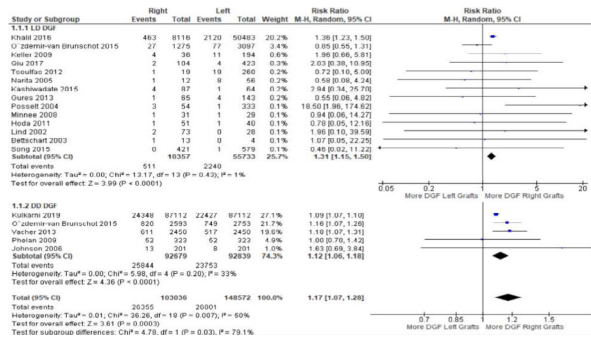 Right Left Risk Ratio Risk Ratio
Study or Subgroup Events Total Events Total Weight M-H, Random, 95% CI M-H, Random, 95% CI
1.1.1 LD DGF
Khalil 2016 463 8116 2120 50483 20.2% 1.36 [1.23, 1.50]
O´zdemir-van Brunschot 2015 27 1275 77 3097 3.4% 0.85 [0.55, 1.31]
Keller 2009 4 36 11 194 0.6% 1.96 [0.66, 5.81]
Giu 2017 2 104 4 423 0.2% 2.03 [0.38, 10.95]
Tsoulfas 2012 1 19 19 260 0.2% 0.72 [0.10, 5.09]
Narita 2005 1 12 8 56 0.2% 0.58 [0.08, 4.24]
Kashiwadate 2015 4 87 1 64 0.1% 2.94 [0.34, 25.70]
Gures 2013 1 65 4 143 0.1% 0.55 [0.06, 4.82]
Posselt 2004 3 54 1 333 0.1% 18.50 [1.96, 174.62]
Minnee 2008 1 31 1 29 0.1% 0.94 [0.06, 14.27]
Hoda 2011 1 51 1 40 0.1% 0.78 [0.05, 12.16]
Lind 2002 2 73 0 28 0.1% 1.96 [0.10, 39.59]
Bettschart 2003 1 13 0 4 0.1% 1.07 [0.05, 22.25]
Song 2015 0 421 1 579 0.1% 0.46 [0.02, 11.22]
Subtotal (95% CI) 10357 55733 25.7% 1.31 [1.15, 1.50]
Total events 511 2240
Heterogeneity: Tau² = 0.00; Chi² = 13.17, df = 13 (P = 0.43); I² = 1%
Test for overall effect: Z = 3.99 (P < 0.0001)
0.05 0.2 1 5 20
More DGF Left Grafts More DGF Right Grafts
1.1.2 DD DGF
Kulkarni 2019 24348 87112 22427 87112 27.1% 1.09 [1.07, 1.10]
O´zdemir-van Brunschot 2015 820 2593 749 2753 22.4% 1.16 [1.07, 1.26]
Vacher 2013 611 2450 517 2450 20.0% 1.18 [1.07, 1.31]
Phelan 2009 52 323 52 323 4.2% 1.00 [0.70, 1.42]
Johnson 2006 13 201 8 201 0.8% 1.63 [0.69, 3.84]
Subtotal (95% CI) 92679 92839 74.3% 1.12 [1.06, 1.18]
Total events 25844 23753
Heterogeneity: Tau² = 0.00; Chi² = 5.98, df = 4 (P = 0.20); I² = 33%
Test for overall effect: Z = 4.36 (P < 0.0001)
Total (95% CI) 103036 148572 100.0% 1.17 [1.07, 1.28]
Total events 26355 26001
Heterogeneity: Tau² = 0.01; Chi² = 36.26, df = 18 (P = 0.007); I² = 50%
Test for overall effect: Z = 3.61 (P = 0.0003)
Test for subgroup differences: Chi² = 4.78, df = 1 (P = 0.03), I² = 79.1%
0.7 0.8 1 1.2 1.5
More DGF Left Grafts More DGF Right Grafts